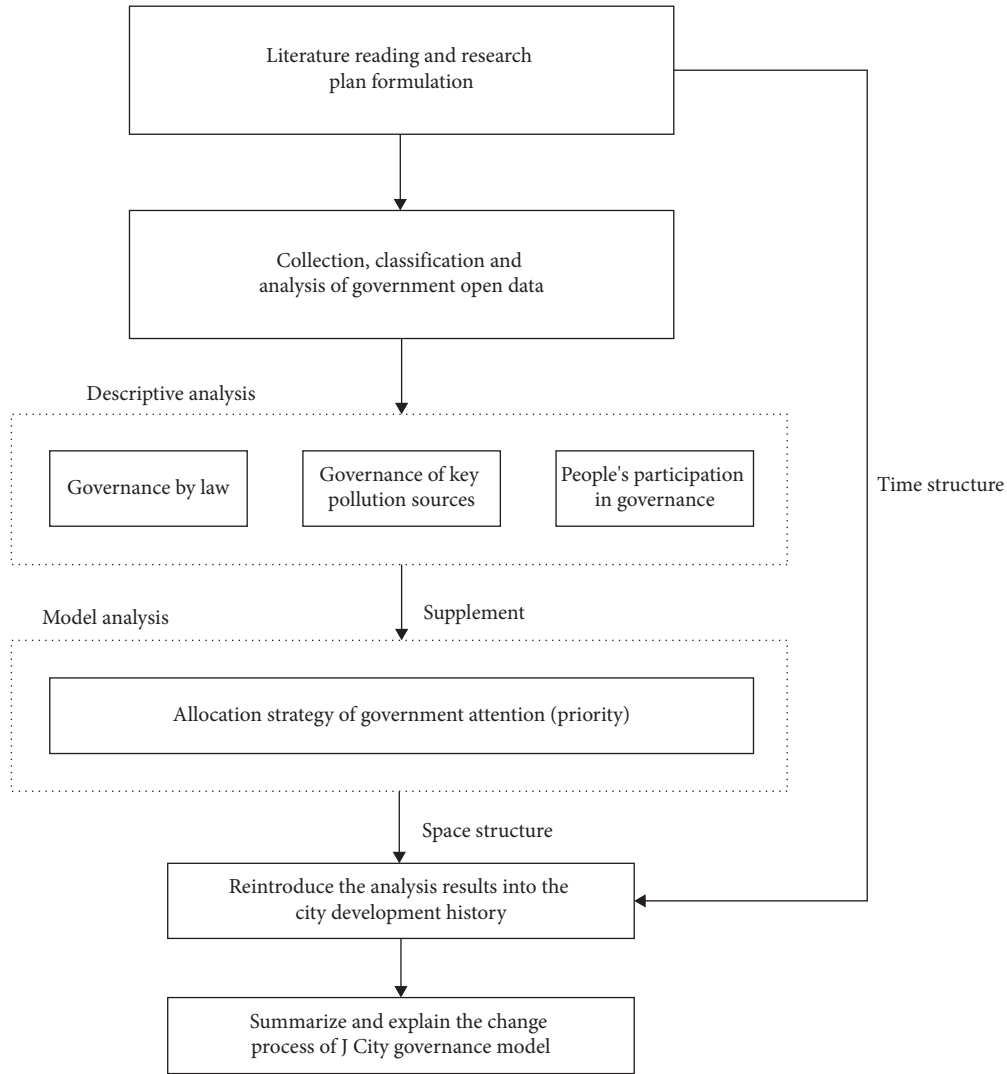 Literature reading and research
plan formulation
Collection, classification and
analysis of government open data
Descriptive analysis
Governance by law
Governance of key
pollution sources
People's participation
in governance
Time structure
Supplement
Model analysis
Allocation strategy of government attention (priority)
Space structure
Reintroduce the analysis results into the
city development history
Summarize and explain the change
process of J City governance model